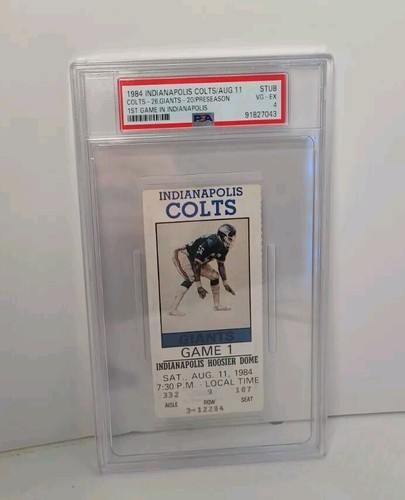 1984 INDIANAPOLIS COLTS/AUG.11 STUB
COLTS - 26,GIANTS - 20/PRESEASON VG - EX
1ST GAME IN INDIANAPOLIS 4
PSA 91827043
INDIANAPOLIS
COLTS
GIANTS
GAME 1
INDIANAPOLIS HOOSIER DOME
SAT., AUG. 11, 1984
7:30 P.M. - LOCAL TIME
332 9 107
AISLE ROW SEAT
3-12284